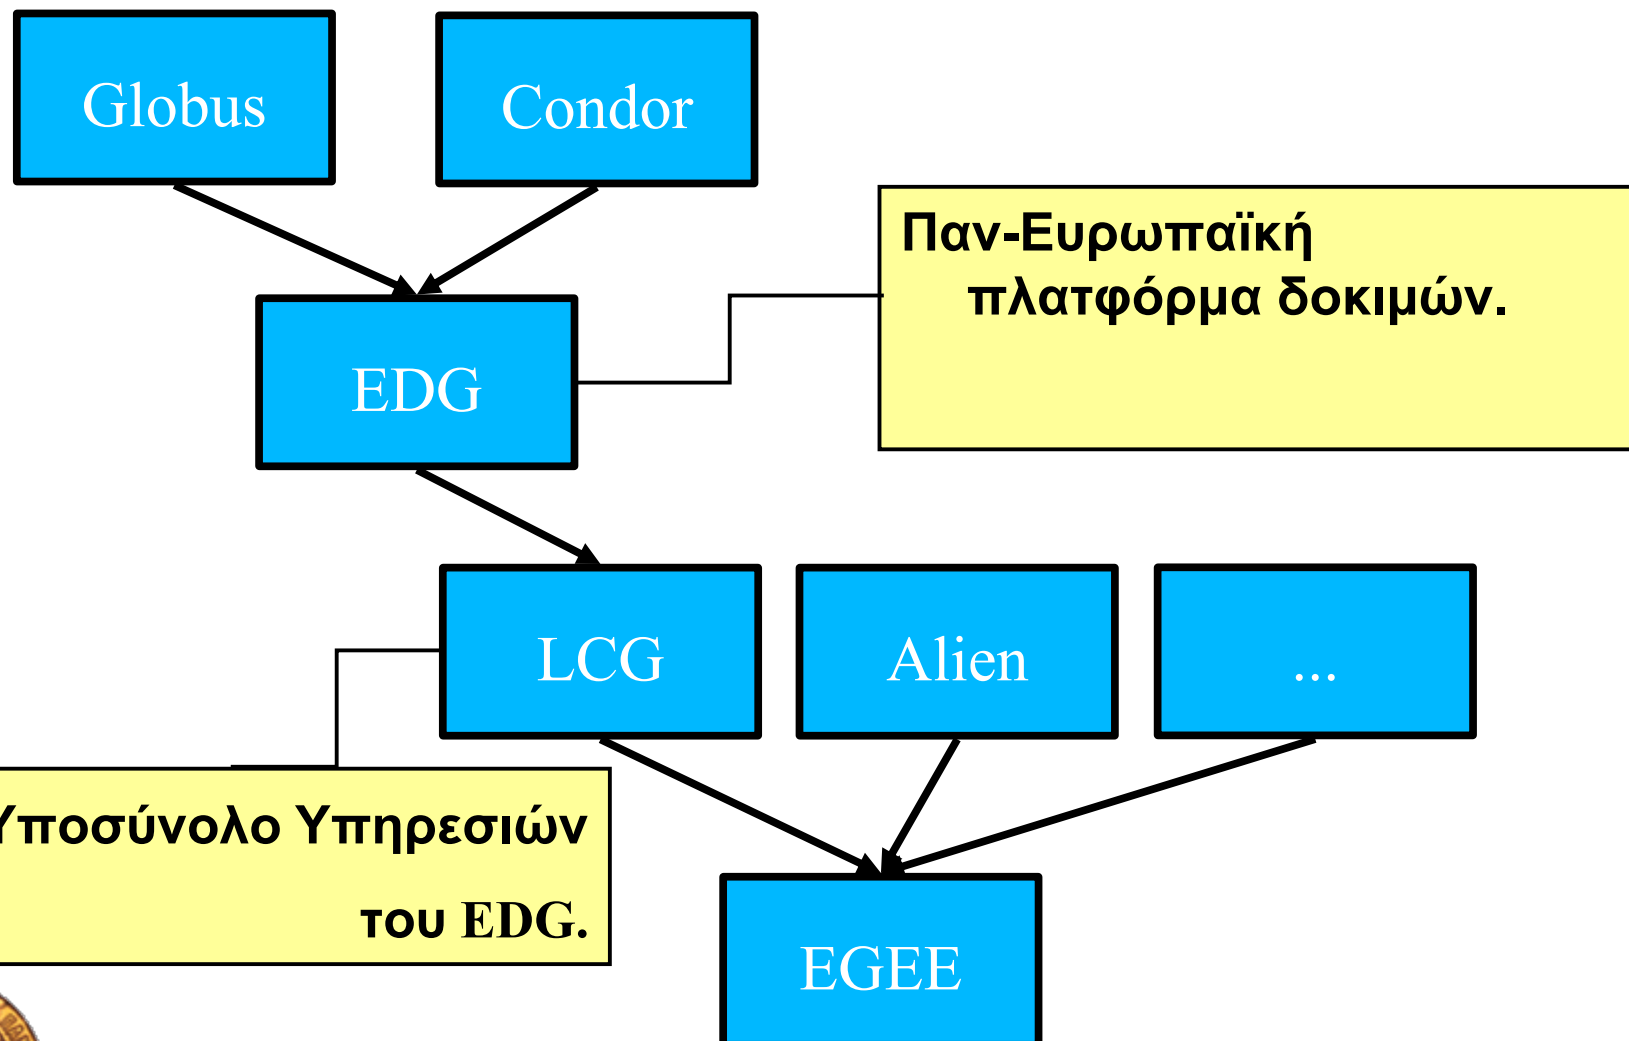 Globus
Condor
Παν-Ευρωπαϊκή
πλατφόρμα δοκιμών.
EDG
LCG
Alien
...
Υποσύνολο Υπηρεσιών
του EDG.
EGEE